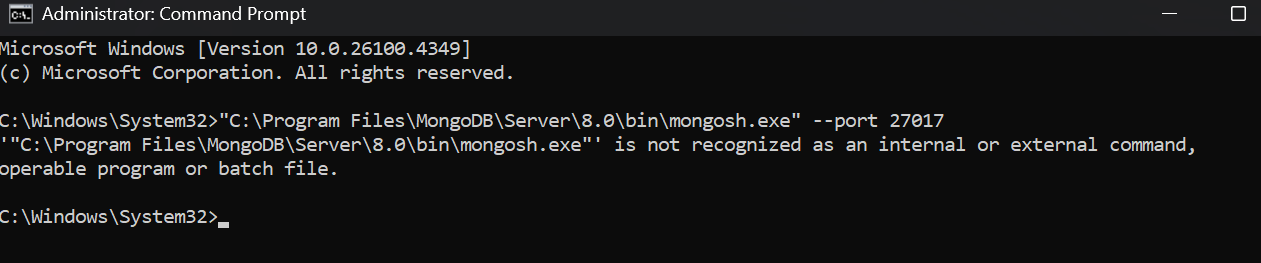 Administrator: Command Prompt
Microsoft Windows [Version 10.0.26100.4349]
(c) Microsoft Corporation. All rights reserved.
C:\Windows\System32>"C:\Program Files\MongoDB\Server\8.0\bin\mongosh.exe" --port 27017
'"C:\Program Files\MongoDB\Server\8.0\bin\mongosh.exe"' is not recognized as an internal or external command,
operable program or batch file.
C:\Windows\System32>